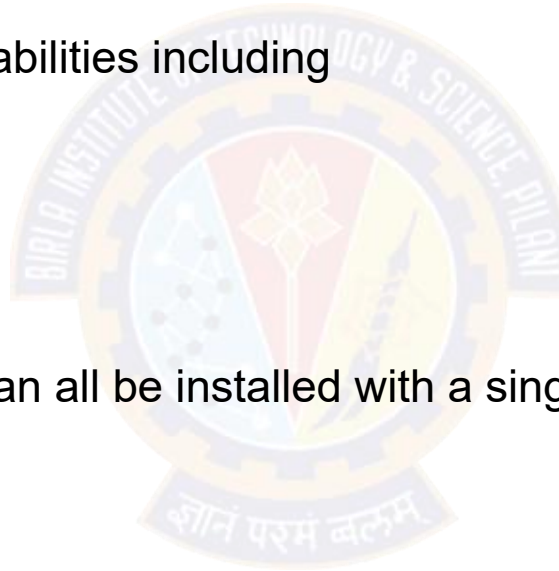 abilities including
BIRLA INSTITUTE OF TECHNOLOGY & SCIENCE, PILANI
an all be installed with a sing
ज्ञानं परमं बलम्